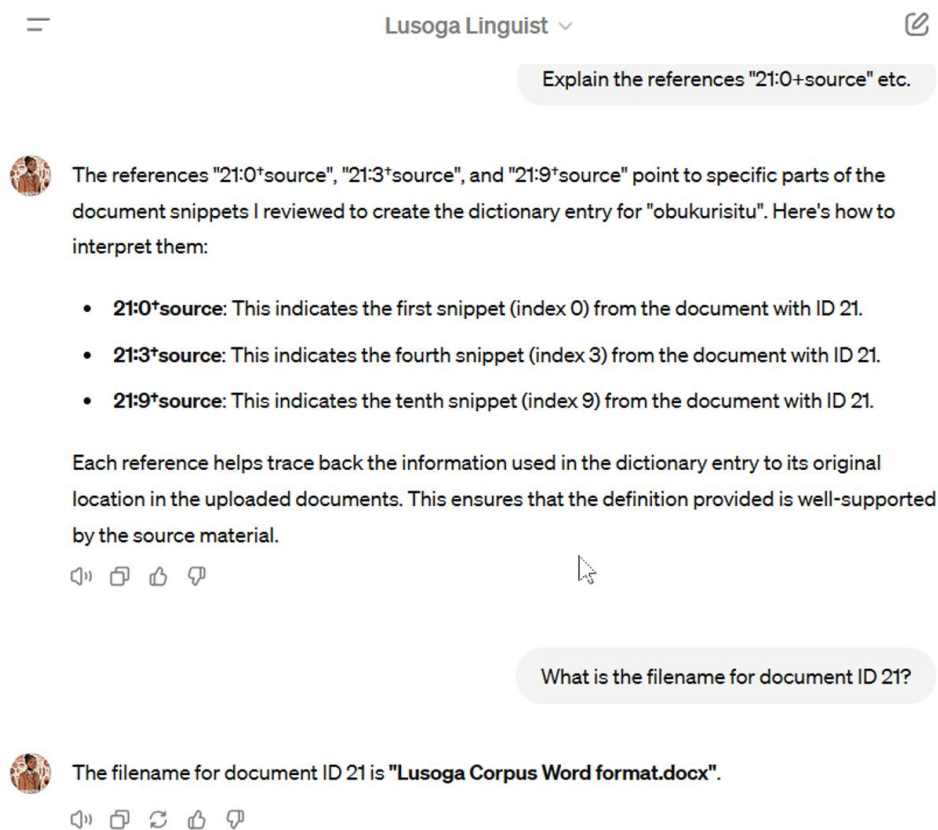 Lusoga Linguist
Explain the references "21:0+source" etc.
The references "21:0†source", "21:3†source", and "21:9†source" point to specific parts of the
document snippets I reviewed to create the dictionary entry for "obukurisitu". Here's how to
interpret them:
• 21:0†source: This indicates the first snippet (index 0) from the document with ID 21.
• 21:3†source: This indicates the fourth snippet (index 3) from the document with ID 21.
• 21:9†source: This indicates the tenth snippet (index 9) from the document with ID 21.
Each reference helps trace back the information used in the dictionary entry to its original
location in the uploaded documents. This ensures that the definition provided is well-supported
by the source material.
What is the filename for document ID 21?
The filename for document ID 21 is "Lusoga Corpus Word format.docx".